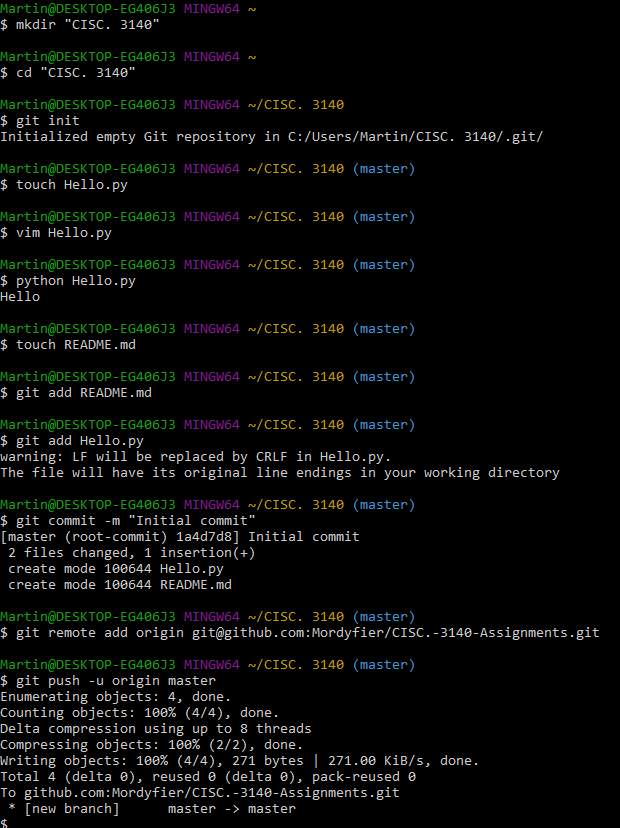 Martin@DESKTOP-EG406J3 MINGW64 ~
$ mkdir "CISC. 3140"
Martin@DESKTOP-EG406J3 MINGW64 ~
$ cd "CISC. 3140"
Martin@DESKTOP-EG406J3 MINGW64 ~/CISC. 3140
$ git init
Initialized empty Git repository in C:/Users/Martin/CISC. 3140/.git/
Martin@DESKTOP-EG406J3 MINGW64 ~/CISC. 3140 (master)
$ touch Hello.py
Martin@DESKTOP-EG406J3 MINGW64 ~/CISC. 3140 (master)
$ vim Hello.py
Martin@DESKTOP-EG406J3 MINGW64 ~/CISC. 3140 (master)
$ python Hello.py
Hello
Martin@DESKTOP-EG406J3 MINGW64 ~/CISC. 3140 (master)
$ touch README.md
Martin@DESKTOP-EG406J3 MINGW64 ~/CISC. 3140 (master)
$ git add README.md
Martin@DESKTOP-EG406J3 MINGW64 ~/CISC. 3140 (master)
$ git add Hello.py
warning: LF will be replaced by CRLF in Hello.py.
The file will have its original line endings in your working directory
Martin@DESKTOP-EG406J3 MINGW64 ~/CISC. 3140 (master)
$ git commit -m "Initial commit"
[master (root-commit) 1a4d7d8] Initial commit
2 files changed, 1 insertion(+)
create mode 100644 Hello.py
create mode 100644 README.md
Martin@DESKTOP-EG406J3 MINGW64 ~/CISC. 3140 (master)
$ git remote add origin git@github.com:Mordyfier/CISC.-3140-Assignments.git
Martin@DESKTOP-EG406J3 MINGW64 ~/CISC. 3140 (master)
$ git push -u origin master
Enumerating objects: 4, done.
Counting objects: 100% (4/4), done.
Delta compression using up to 8 threads
Compressing objects: 100% (2/2), done.
Writing objects: 100% (4/4), 271 bytes | 271.00 KiB/s, done.
Total 4 (delta 0), reused 0 (delta 0), pack-reused 0
To github.com:Mordyfier/CISC.-3140-Assignments.git
* [new branch]      master -> master
$